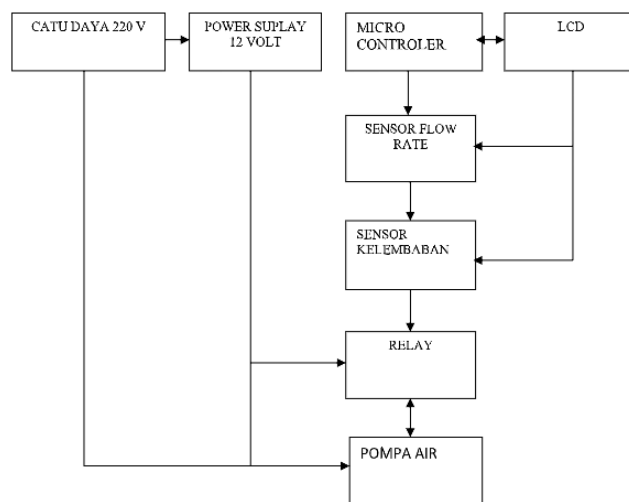 CATU DAYA 220 V
POWER SUPLAY
12 VOLT
MICRO
CONTROLER
LCD
SENSOR FLOW
RATE
SENSOR
KELEMBABAN
RELAY
POMPA AIR